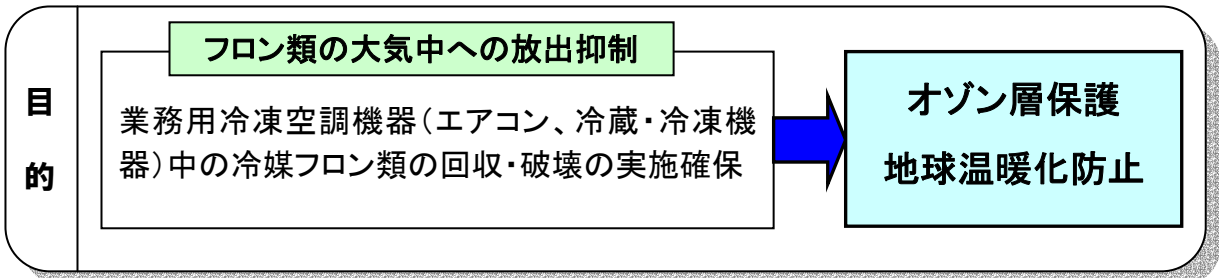 目的
フロン類の大気中への放出抑制
業務用冷凍空調機器(エアコン、冷蔵・冷凍機
器)中の冷媒フロン類の回収・破壊の実施確保
オゾン層保護
地球温暖化防止